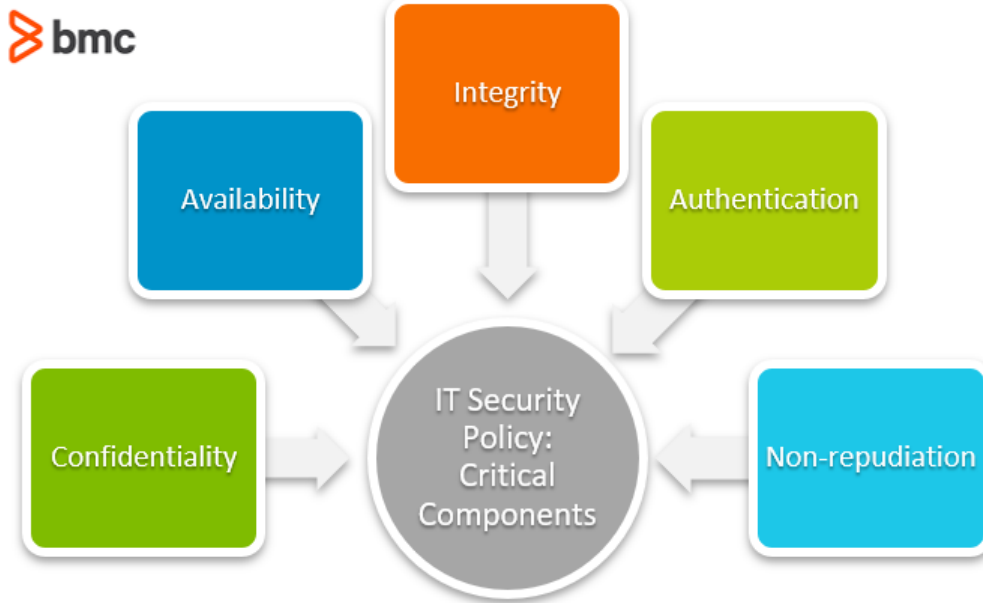 bmc
Integrity
Availability
Authentication
IT Security
Policy:
Critical
Components
Confidentiality
Non-repudiation